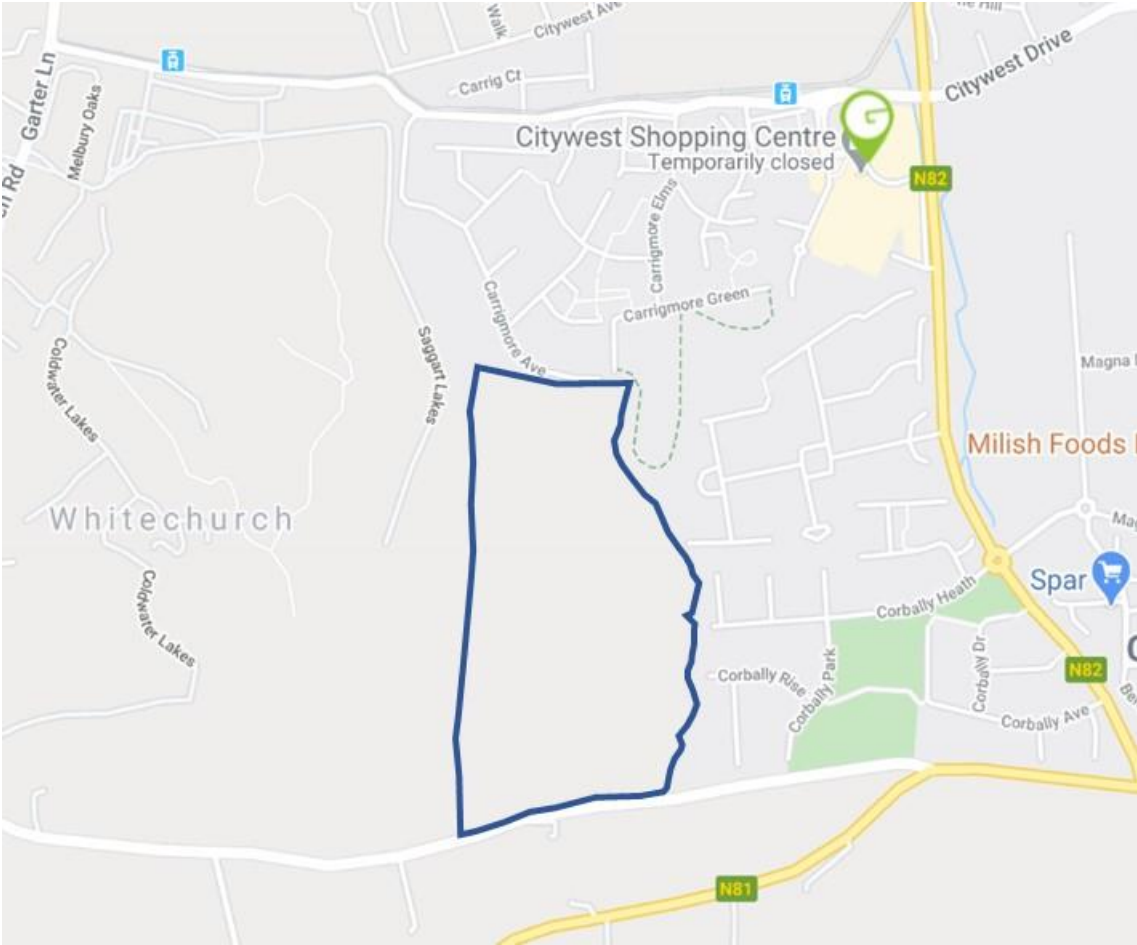 Walk
Citywest Ave
Garter Ln
Citywest Drive
Carrig Ct
Melbury Oaks
Citywest Shopping Centre
Temporarily closed
Rd
N82
Carrigmore Elms
Carrigmore Green
Carrigmore Ave
Saggart Lakes
Coldwater Lakes
Magna
Milish Foods
Whitechurch
Spar
Corbally Heath
Coldwater Lakes
Corbally Park
Corbally Dr
Corbally Rise
N82
Corbally Ave
N81